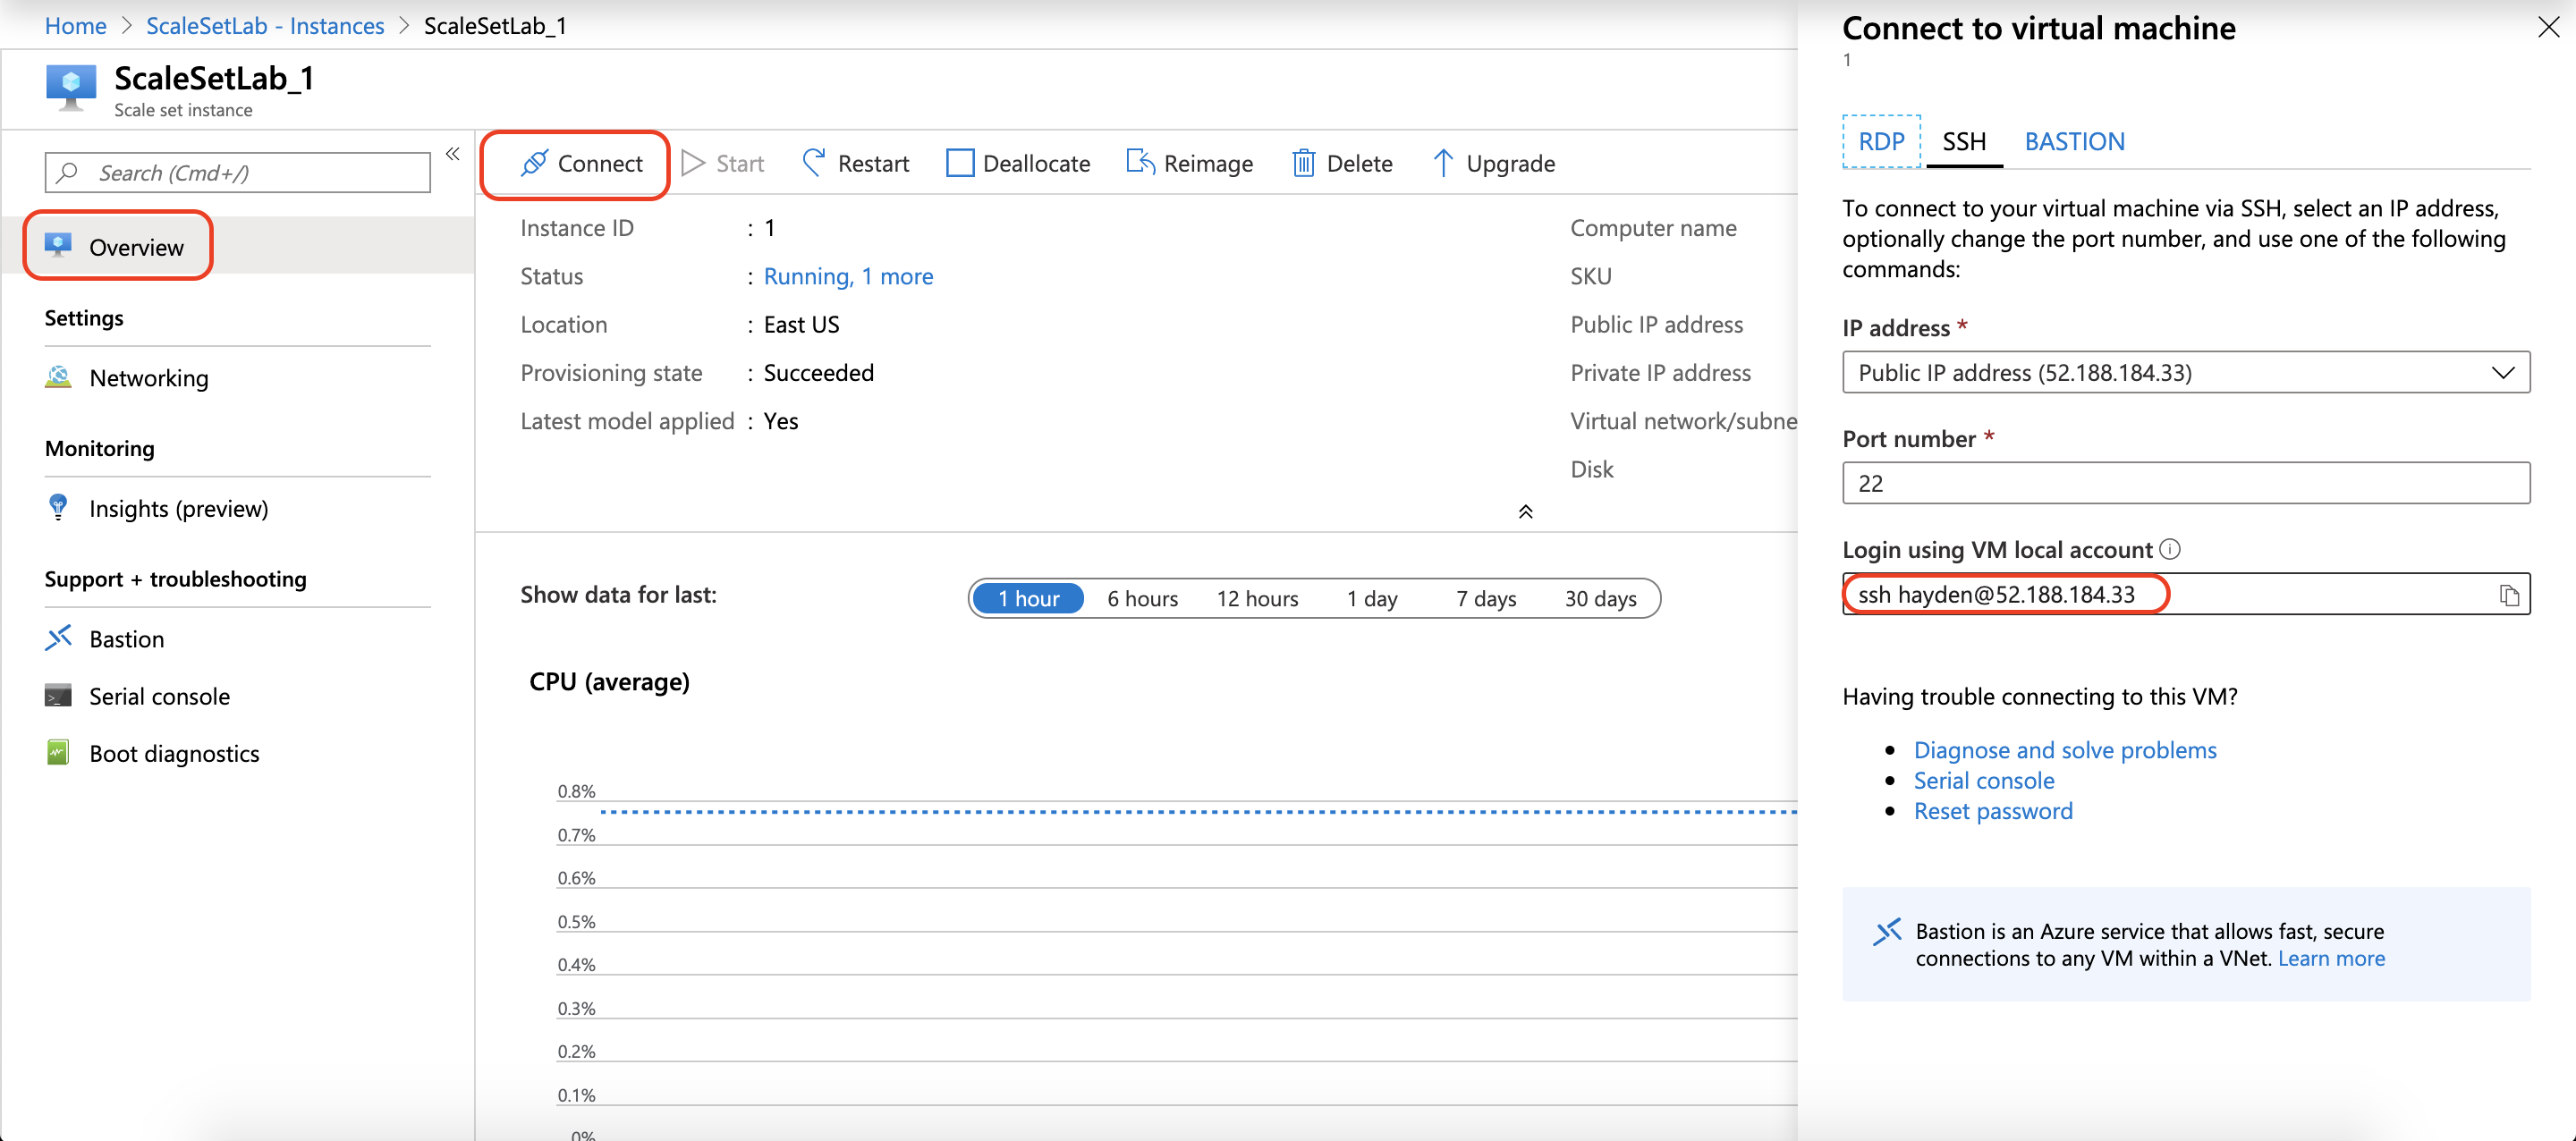 Home > ScaleSetLab - Instances > ScaleSetLab_1
ScaleSetLab_1
Scale set instance
Search (Cmd+/)
«
Overview
Settings
Networking
Monitoring
Insights (preview)
Support + troubleshooting
Bastion
Serial console
Boot diagnostics
Connect Start Restart Deallocate Reimage Delete Upgrade
Instance ID : 1
Status : Running, 1 more
Location : East US
Provisioning state : Succeeded
Latest model applied : Yes
Computer name
SKU
Public IP address
Private IP address
Virtual network/subne
Disk
Show data for last: 1 hour 6 hours 12 hours 1 day 7 days 30 days
CPU (average)
0.8%
0.7%
0.6%
0.5%
0.4%
0.3%
0.2%
0.1%
0%
Connect to virtual machine
1
RDP SSH BASTION
To connect to your virtual machine via SSH, select an IP address,
optionally change the port number, and use one of the following
commands:
IP address *
Public IP address (52.188.184.33)
Port number *
22
Login using VM local account
ssh hayden@52.188.184.33
Having trouble connecting to this VM?
• Diagnose and solve problems
• Serial console
• Reset password
Bastion is an Azure service that allows fast, secure
connections to any VM within a VNet. Learn more